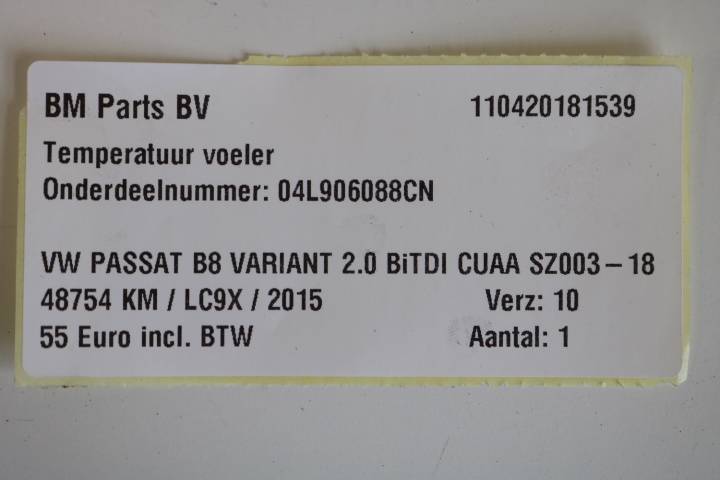 BM Parts BV 110420181539
Temperatuur voeler
Onderdeelnummer: 04L906088CN
VW PASSAT B8 VARIANT 2.0 BiTDI CUAA SZ003-18
48754 KM / LC9X / 2015 Verz: 10
55 Euro incl. BTW Aantal: 1